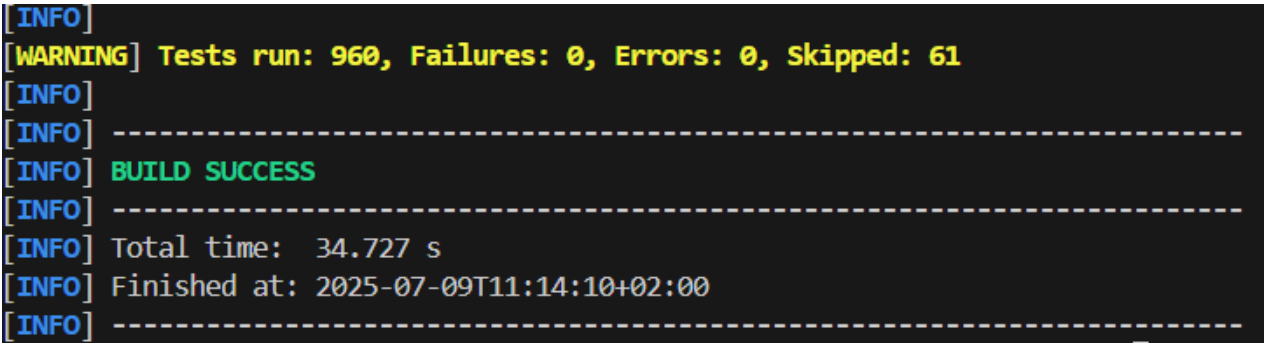 [INFO]
[WARNING] Tests run: 960, Failures: 0, Errors: 0, Skipped: 61
[INFO]
[INFO] ------------------------------------------------------------------------
[INFO] BUILD SUCCESS
[INFO] ------------------------------------------------------------------------
[INFO] Total time:  34.727 s
[INFO] Finished at: 2025-07-09T11:14:10+02:00
[INFO] ------------------------------------------------------------------------